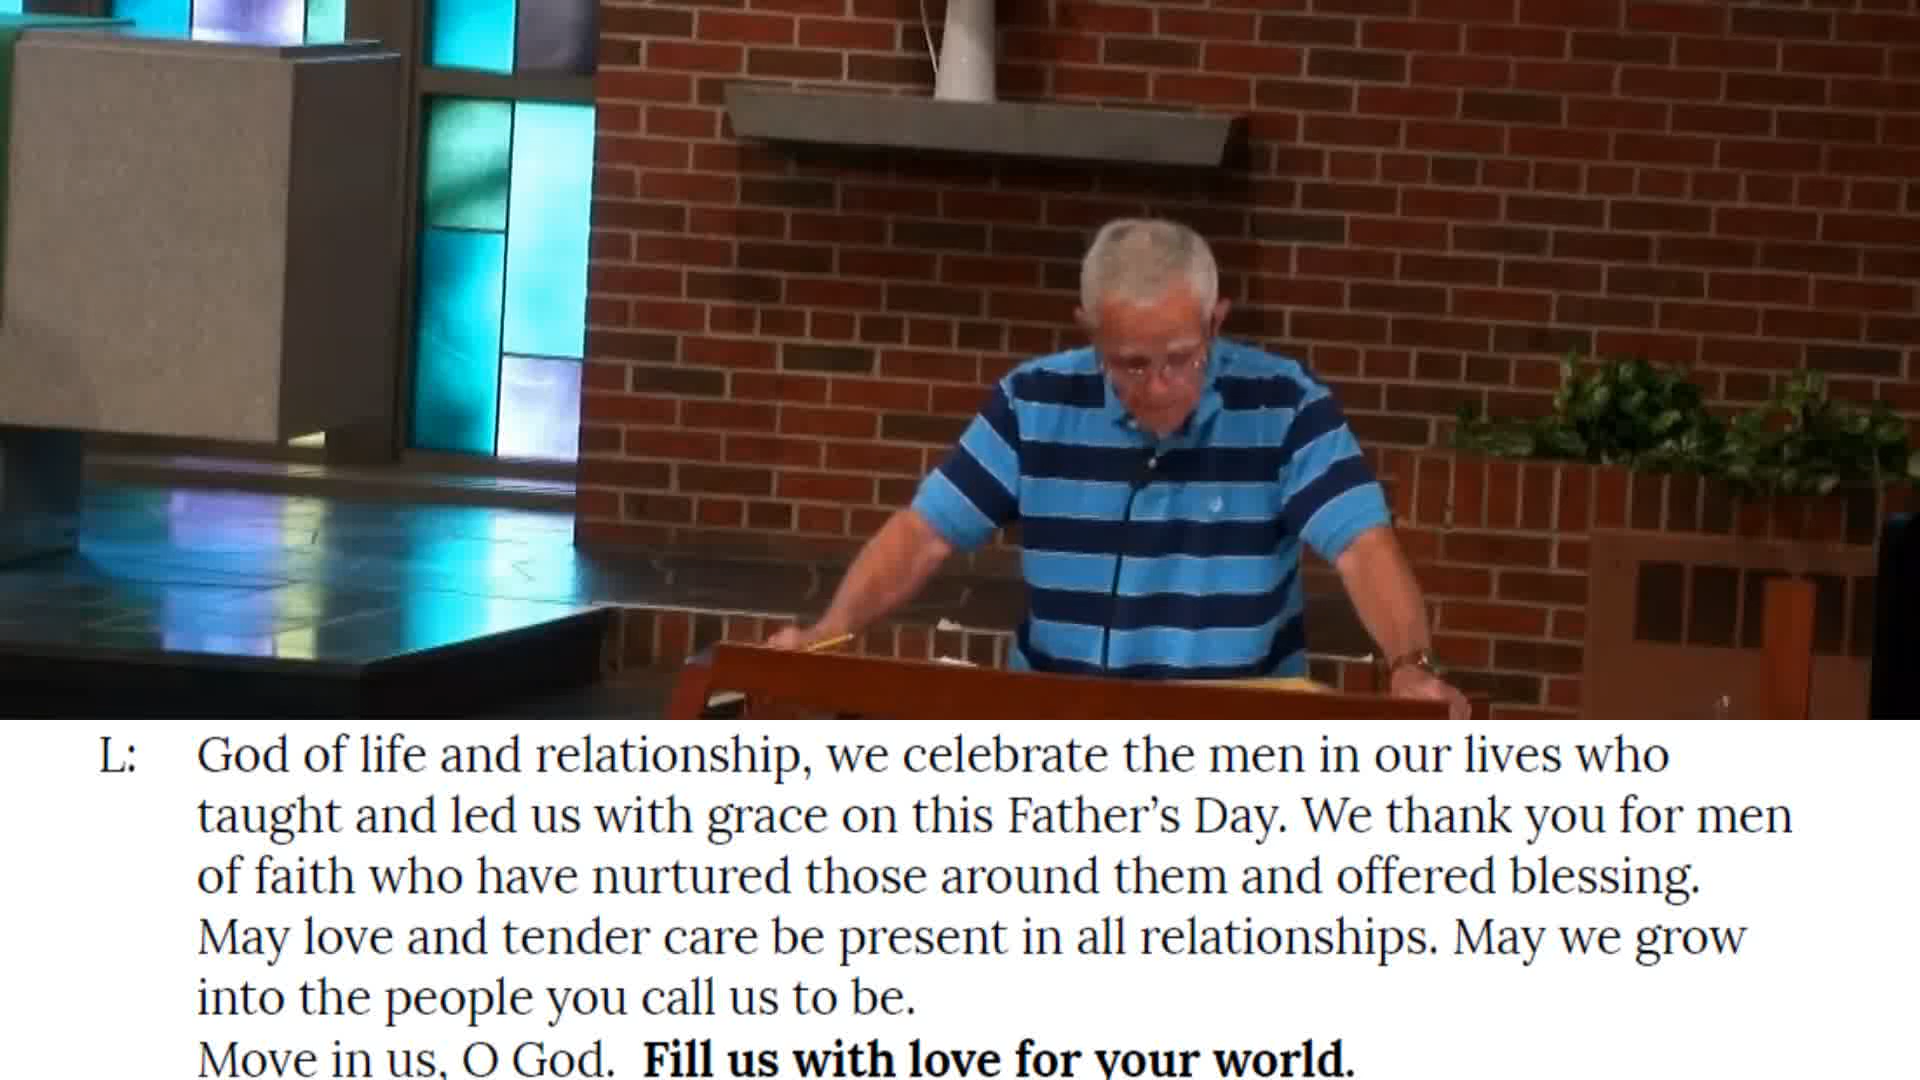 L: God of life and relationship, we celebrate the men in our lives who
taught and led us with grace on this Father’s Day. We thank you for men
of faith who have nurtured those around them and offered blessing.
May love and tender care be present in all relationships. May we grow
into the people you call us to be.
Move in us, O God. Fill us with love for your world.